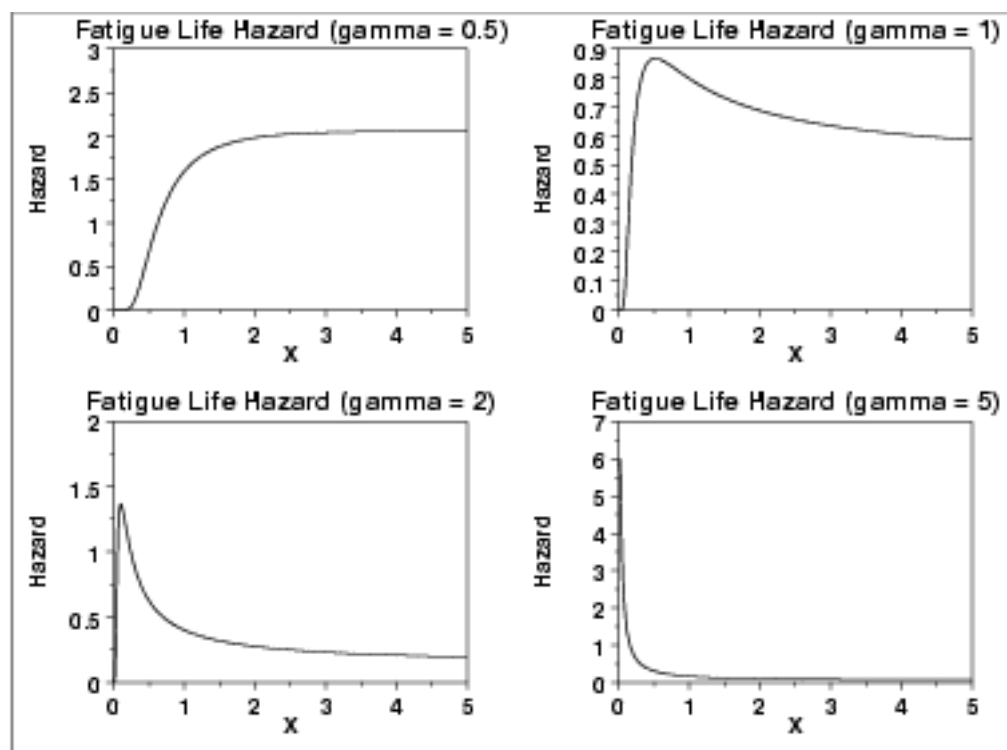 Fatigue Life Hazard (gamma = 0.5)
3
2.5
2
1.5
1
0.5
0
Hazard
0 1 2 3 4 5
X
Fatigue Life Hazard (gamma = 1)
0.9
0.8
0.7
0.6
0.5
0.4
0.3
0.2
0.1
0
Hazard
0 1 2 3 4 5
X
Fatigue Life Hazard (gamma = 2)
2
1.5
1
0.5
0
Hazard
0 1 2 3 4 5
X
Fatigue Life Hazard (gamma = 5)
7
6
5
4
3
2
1
0
Hazard
0 1 2 3 4 5
X